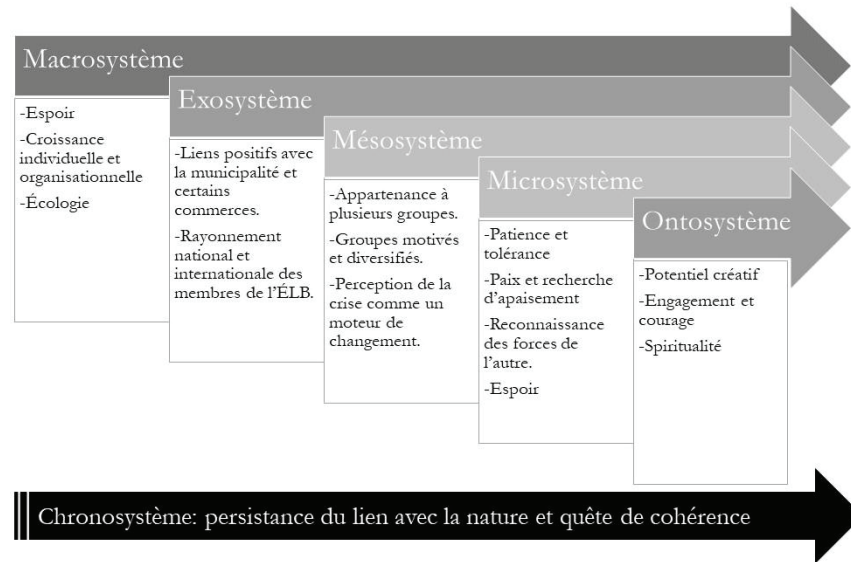 Macrosystème
-Espoir
-Croissance
individuelle et
organisationnelle
-Écologie
Exosystème
-Liens positifs avec
la municipalité et
certains
commerces.
-Rayonnement
national et
internationale des
membres de l'ÉLB.
Mésosystème
-Appartenance à
plusieurs groupes.
-Groupes motivés
et diversifiés.
-Perception de la
crise comme un
moteur de
changement.
Microsystème
-Patience et
tolérance
-Paix et recherche
d'apaisement
-Reconnaissance
des forces de
l'autre.
-Espoir
Ontosystème
-Potentiel créatif
-Engagement et
courage
-Spiritualité
Chronosystème: persistance du lien avec la nature et quête de cohérence